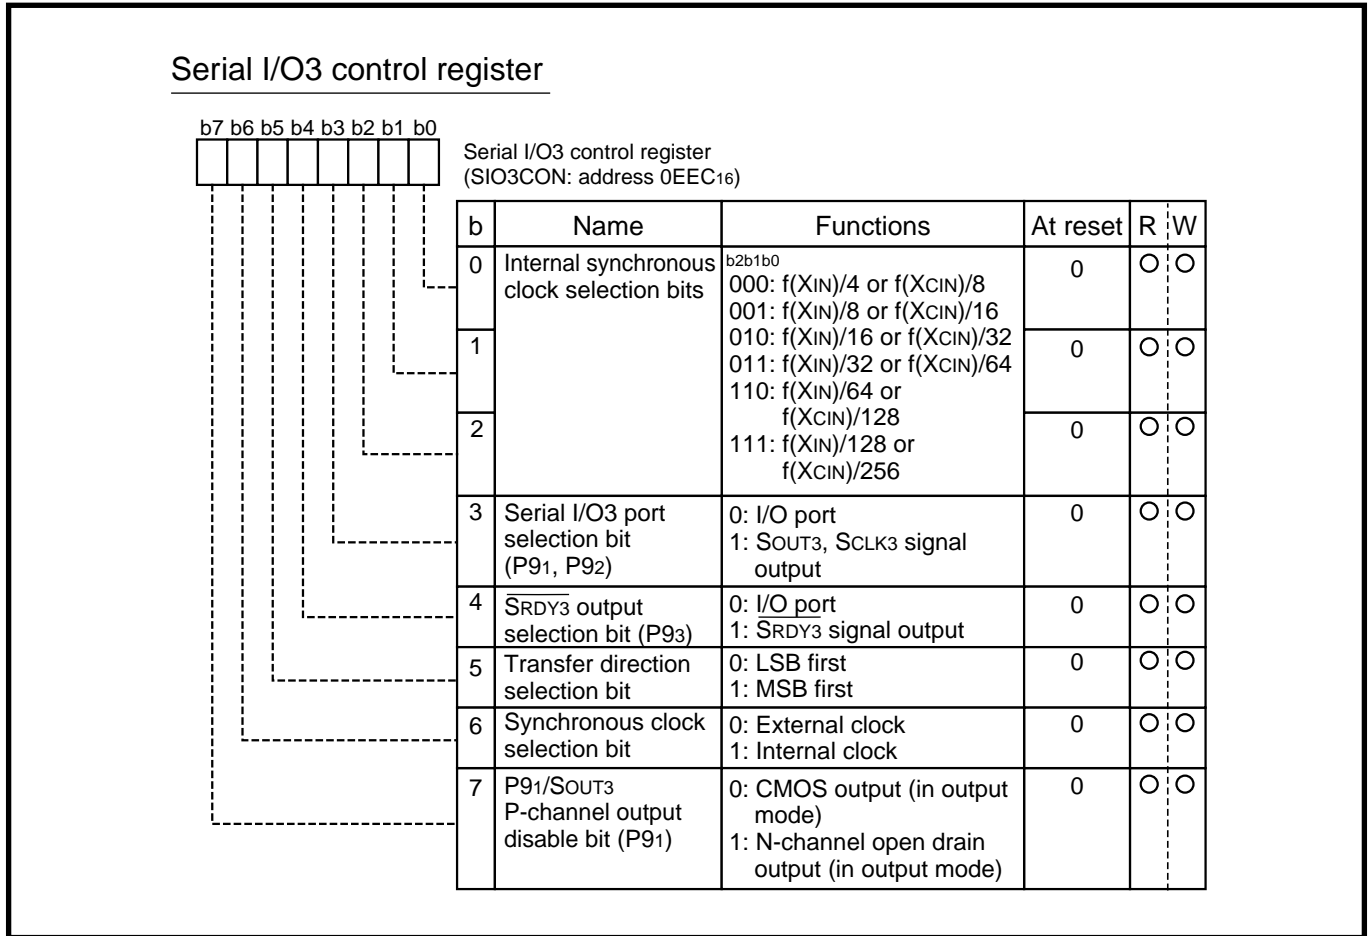 Serial I/O3 control register
b7 b6 b5 b4 b3 b2 b1 b0
Serial I/O3 control register
(SIO3CON: address 0EEC16)
b Name Functions At reset R W
0 Internal synchronous clock selection bits
b2b1b0
000: f(XIN)/4 or f(XCIN)/8
001: f(XIN)/8 or f(XCIN)/16
010: f(XIN)/16 or f(XCIN)/32
011: f(XIN)/32 or f(XCIN)/64
110: f(XIN)/64 or
f(XCIN)/128
111: f(XIN)/128 or
f(XCIN)/256
0
1
0
2
0
3 Serial I/O3 port
selection bit
(P91, P92)
0: I/O port
1: SOUT3, SCLK3 signal
output
0
4 SRDY3 output
selection bit (P93)
0: I/O port
1: SRDY3 signal output
0
5 Transfer direction
selection bit
0: LSB first
1: MSB first
0
6 Synchronous clock
selection bit
0: External clock
1: Internal clock
0
7 P91/SOUT3
P-channel output
disable bit (P91)
0: CMOS output (in output
mode)
1: N-channel open drain
output (in output mode)
0